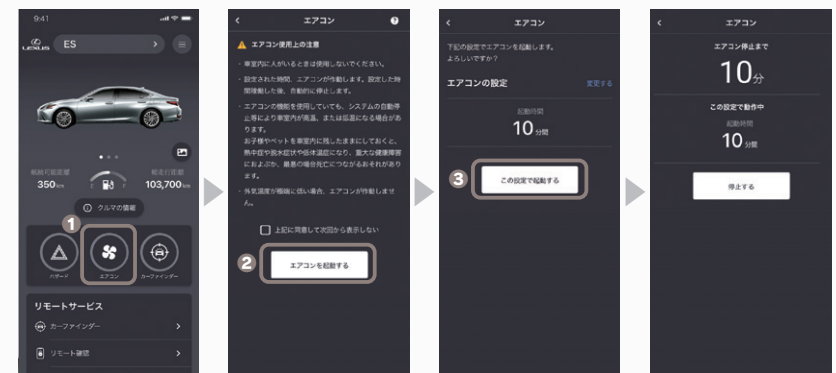 9:41
LEXUS
ES
航続可能距離
350km
E
F
総走行距離
103,700km
クルマの情報
1
ハザード
エアコン
カーファインダー
リモートサービス
カーファインダー
リモート確認
エアコン
?
エアコン使用上の注意
・車室内に人がいるときは使用しないでください。
・設定された時間、エアコンが作動します。設定した時
間稼働した後、自動的に停止します。
・エアコンの機能を使用していても、システムの自動停
止等により車室内が高温、または低温になる場合があ
ります。
お子様やペットを車室内に残したままにしておくと、
熱中症や脱水症状や低体温症になり、重大な健康障害
におよぶか、最悪の場合死亡につながるおそれがあり
ます。
・外気温度が極端に低い場合、エアコンが作動しませ
ん。
上記に同意して次回から表示しない
2
エアコンを起動する
エアコン
下記の設定でエアコンを起動します。
よろしいですか?
エアコンの設定
変更する
起動時間
10分間
3
この設定で起動する
エアコン
エアコン停止まで
10分
この設定で動作中
起動時間
10分間
停止する